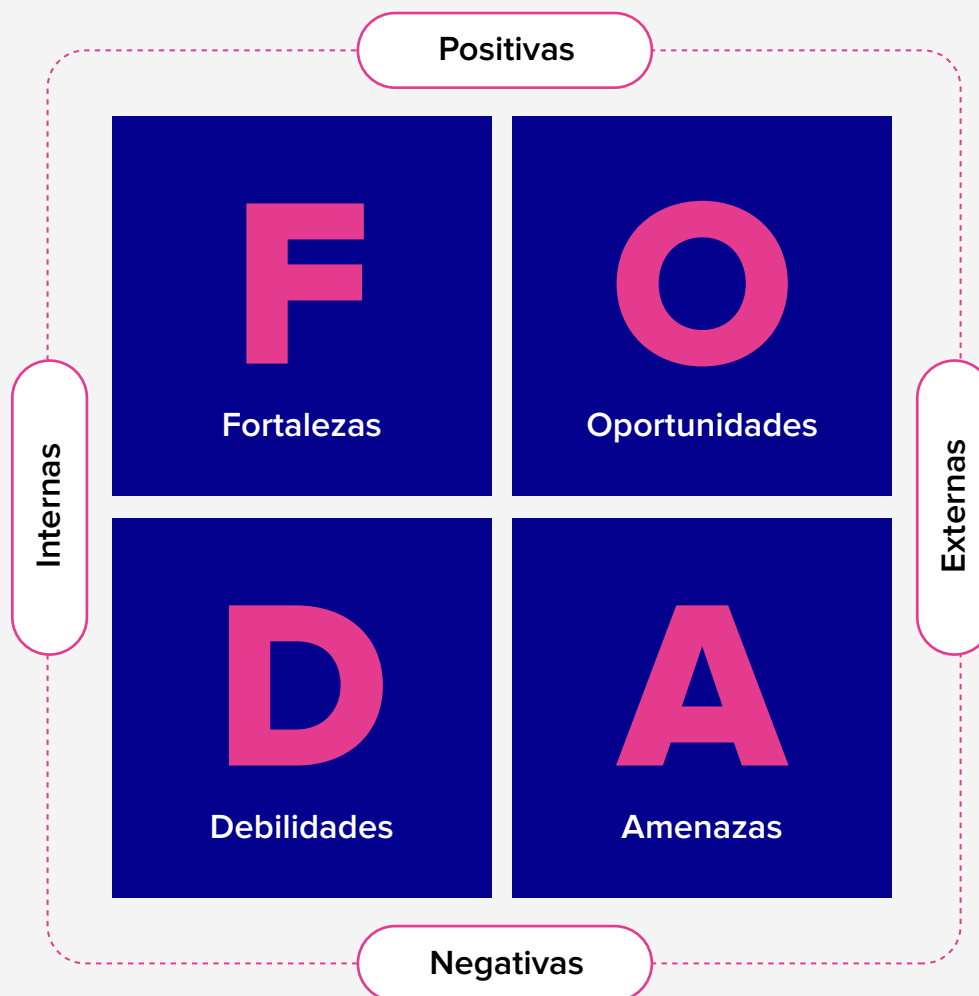 Positivas
F
Fortalezas
O
Oportunidades
Internas
Externas
D
Debilidades
A
Amenazas
Negativas